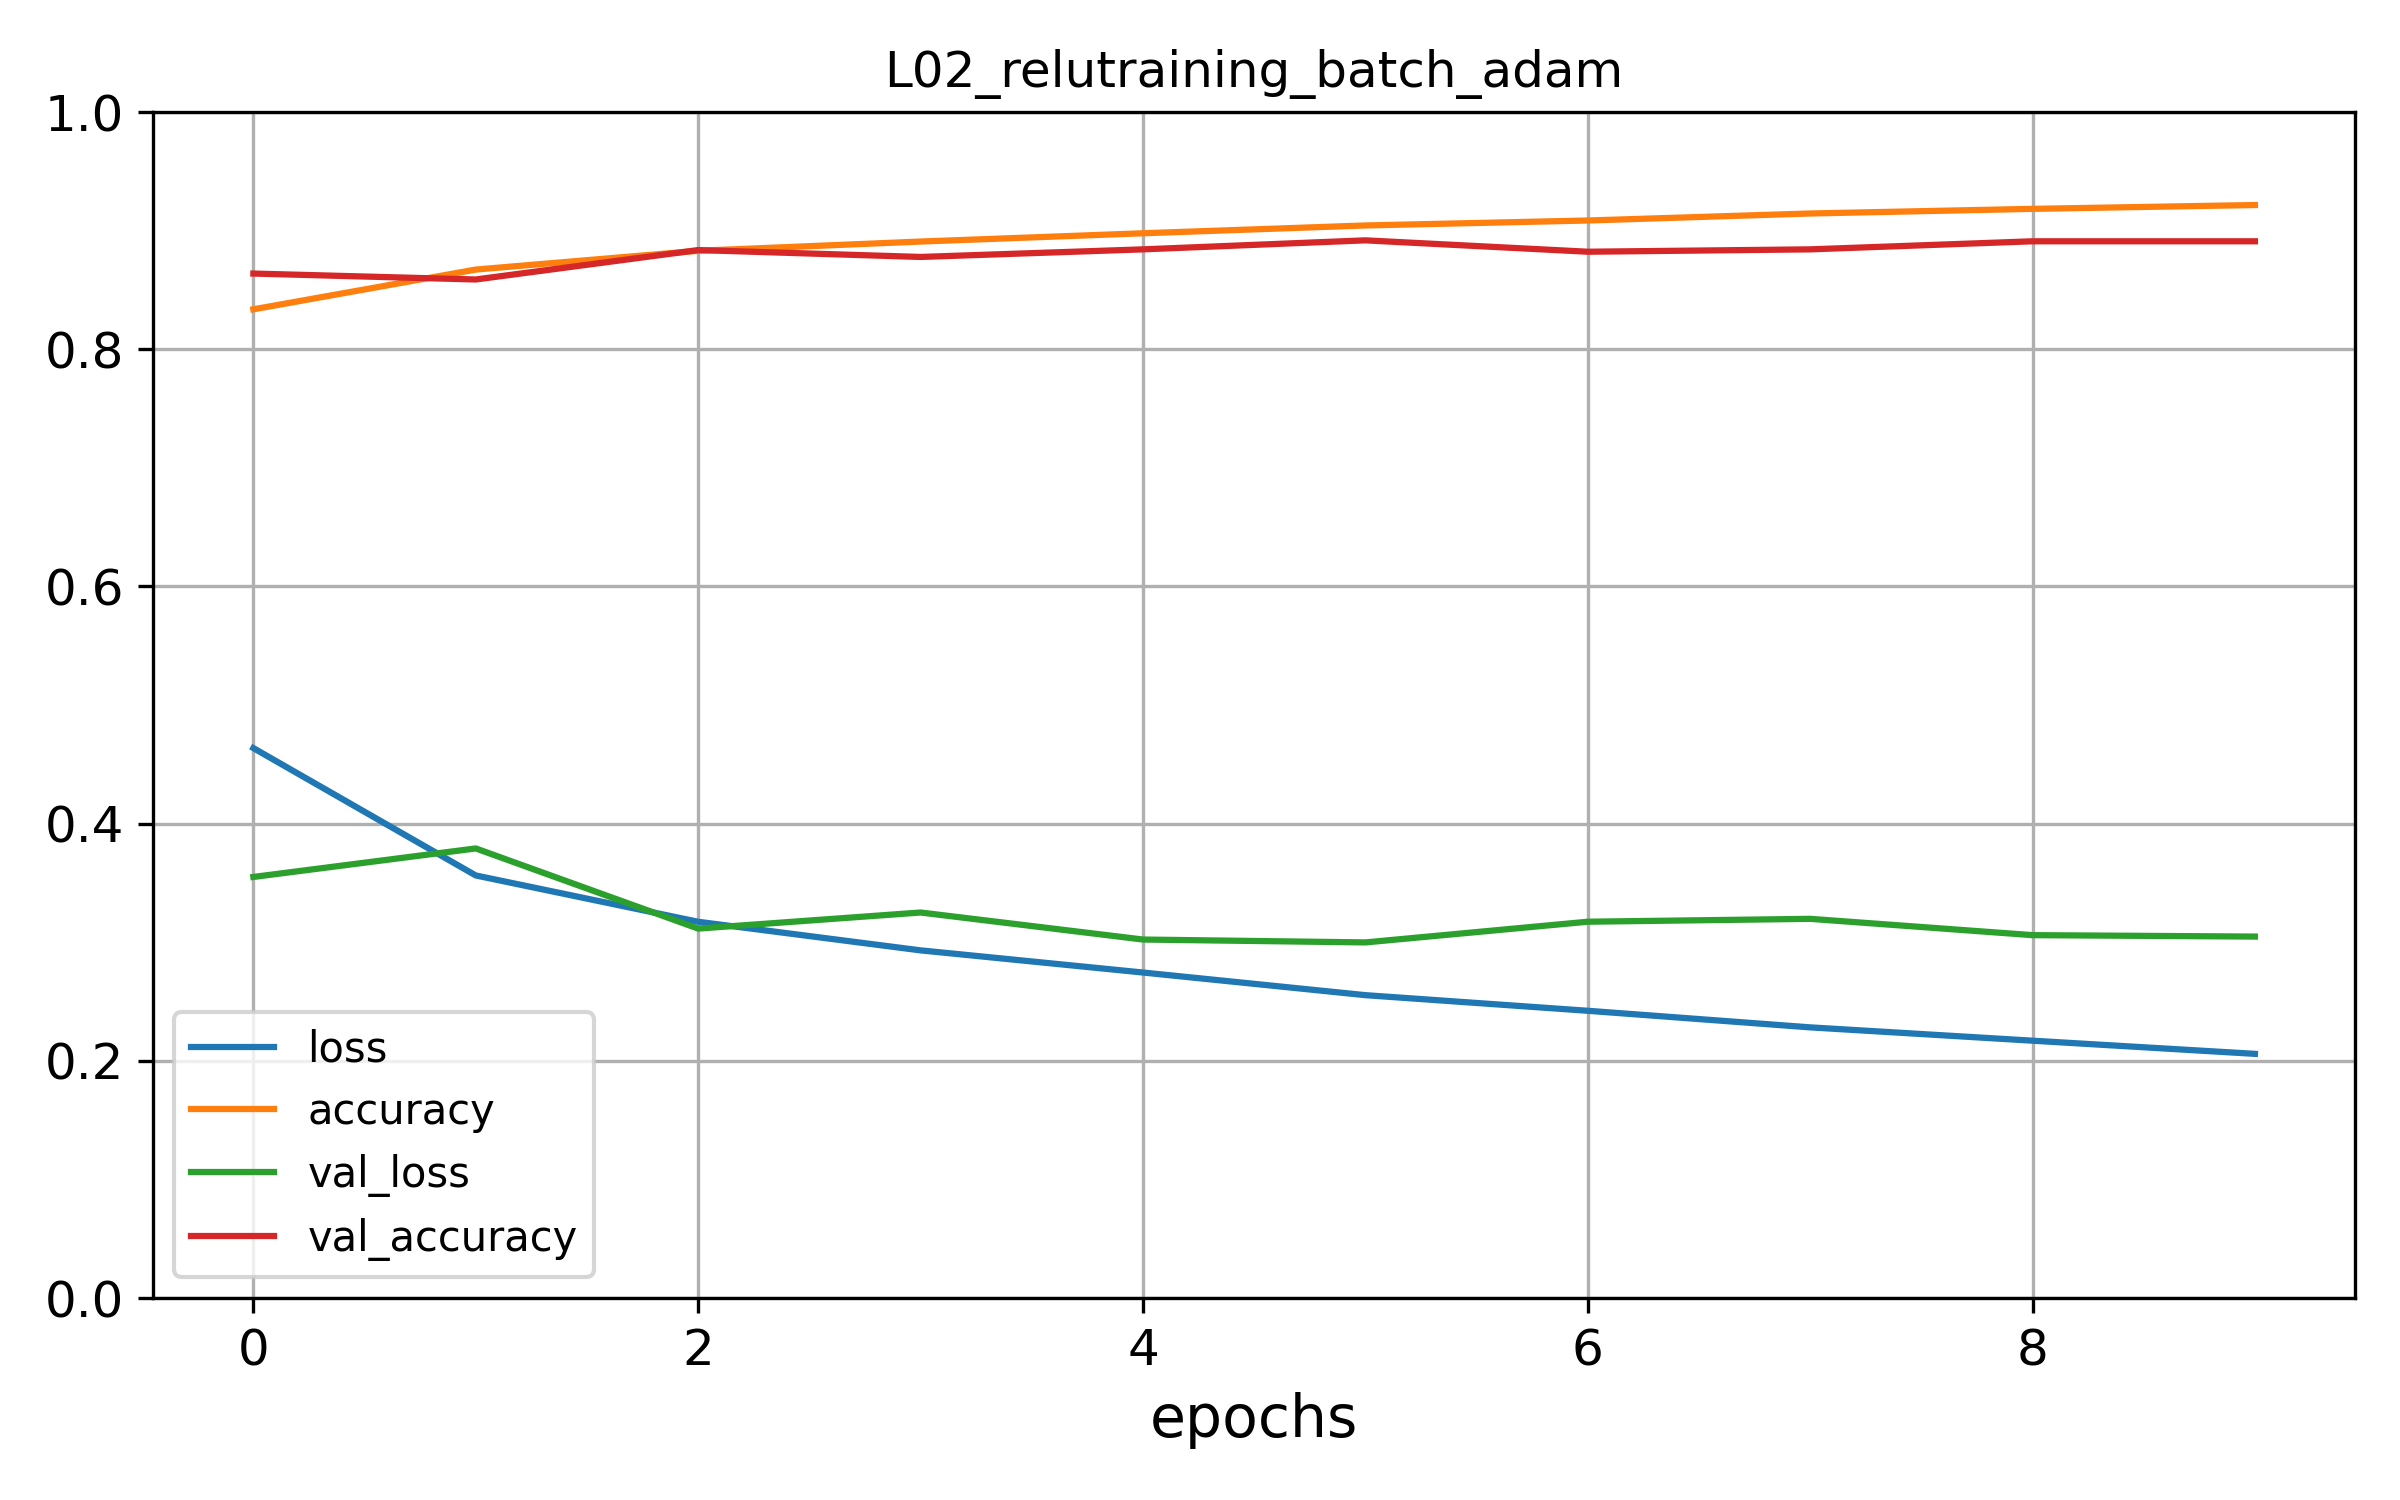 L02_relutraining_batch_adam
1.0
0.8
0.6
0.4
0.2
0.0
loss
accuracy
val_loss
val_accuracy
0 2 4 6 8
epochs